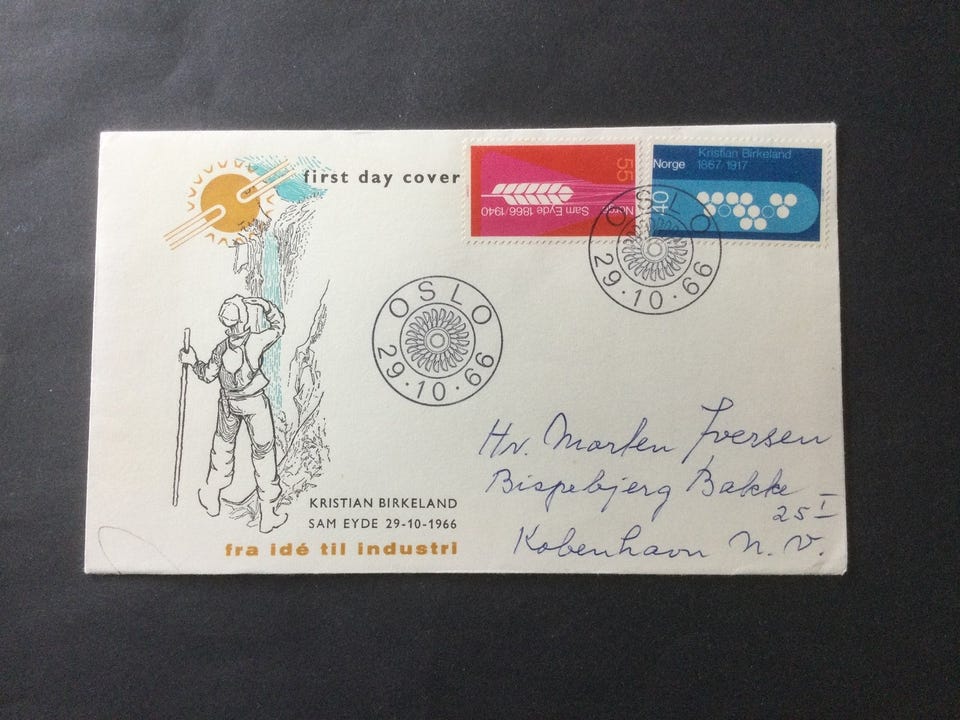 first day cover
55
Norge
Sam Eyde 1866/1940
Norge
Kristian Birkeland
1867/1917
40
OSLO
29·10·66
OSLO
29·10·66
Hr. Morten Iversen
Bispebjerg Bakke
25 I
København N. V.
KRISTIAN BIRKELAND
SAM EYDE 29-10-1966
fra idé til industri